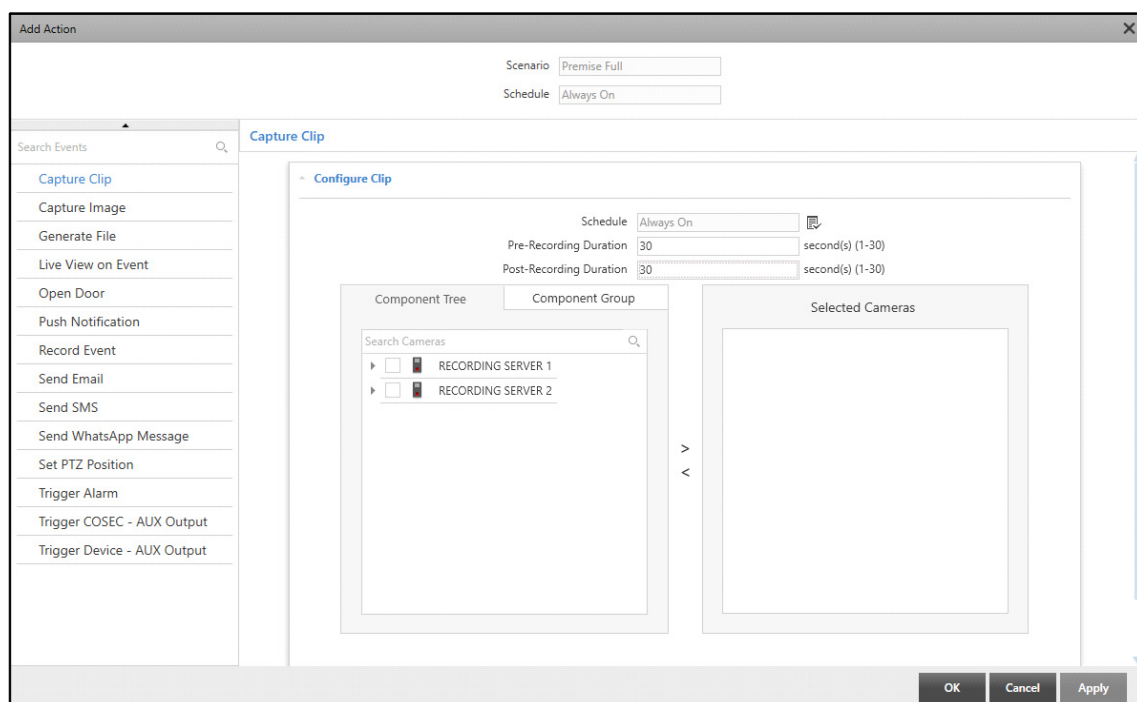 Add Action
Scenario Premise Full
Schedule Always On
Search Events
Capture Clip
Capture Image
Generate File
Live View on Event
Open Door
Push Notification
Record Event
Send Email
Send SMS
Send WhatsApp Message
Set PTZ Position
Trigger Alarm
Trigger COSEC - AUX Output
Trigger Device - AUX Output
Capture Clip
Configure Clip
Schedule Always On
Pre-Recording Duration 30 second(s) (1-30)
Post-Recording Duration 30 second(s) (1-30)
Component Tree Component Group
Search Cameras
RECORDING SERVER 1
RECORDING SERVER 2
>
<
Selected Cameras
OK Cancel Apply